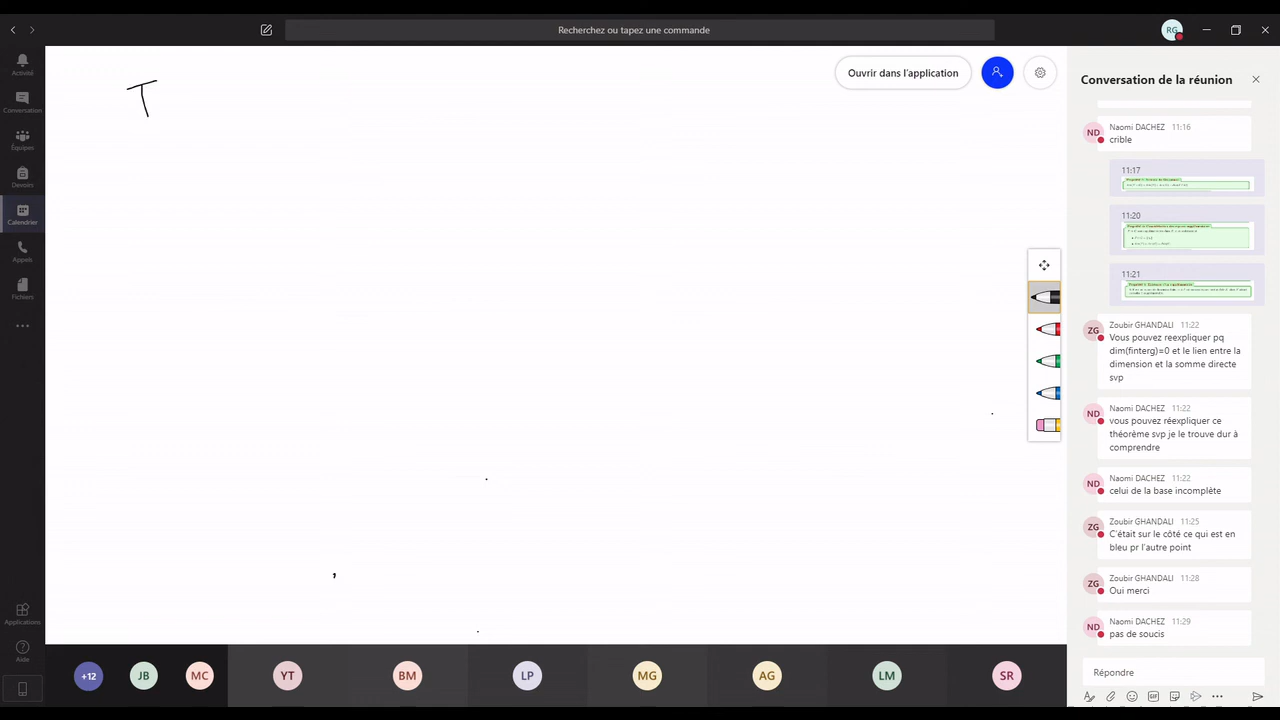 Recherchez ou tapez une commande
RG
Activité
Conversation
Équipes
Devoirs
Calendrier
Appels
Fichiers
Applications
Aide
T
Ouvrir dans l'application
Conversation de la réunion
ND
Naomi DACHEZ 11:16
crible
11:17
11:20
11:21
ZG
Zoubir GHANDALI 11:22
Vous pouvez reexpliquer pq
dim(finterg)=0 et le lien entre la
dimension et la somme directe
svp
ND
Naomi DACHEZ 11:22
vous pouvez réexpliquer ce
théorème svp je le trouve dur à
comprendre
ND
Naomi DACHEZ 11:22
celui de la base incomplète
ZG
Zoubir GHANDALI 11:25
C'était sur le côté ce qui est en
bleu pr l'autre point
ZG
Zoubir GHANDALI 11:28
Oui merci
ND
Naomi DACHEZ 11:29
pas de soucis
Répondre
GIF
+12
JB
MC
YT
BM
LP
MG
AG
LM
SR